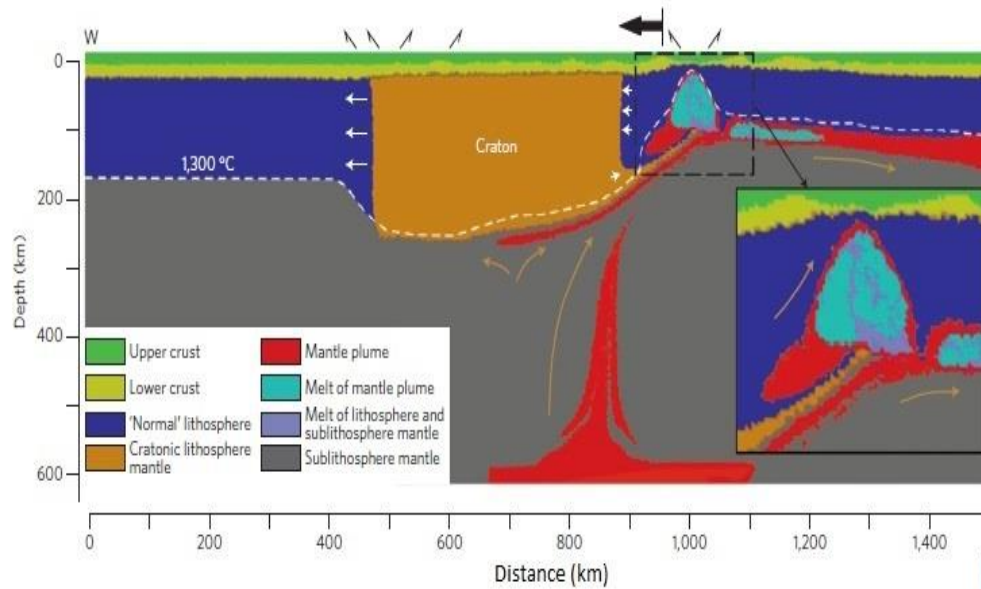 W
0
200
400
600
Depth (km)
1,300 °C
Craton
Upper crust
Lower crust
'Normal' lithosphere
Cratonic lithosphere
mantle
Mantle plume
Melt of mantle plume
Melt of lithosphere and
sublithosphere mantle
Sublithosphere mantle
0
200
400
600
800
1,000
1,200
1,400
Distance (km)